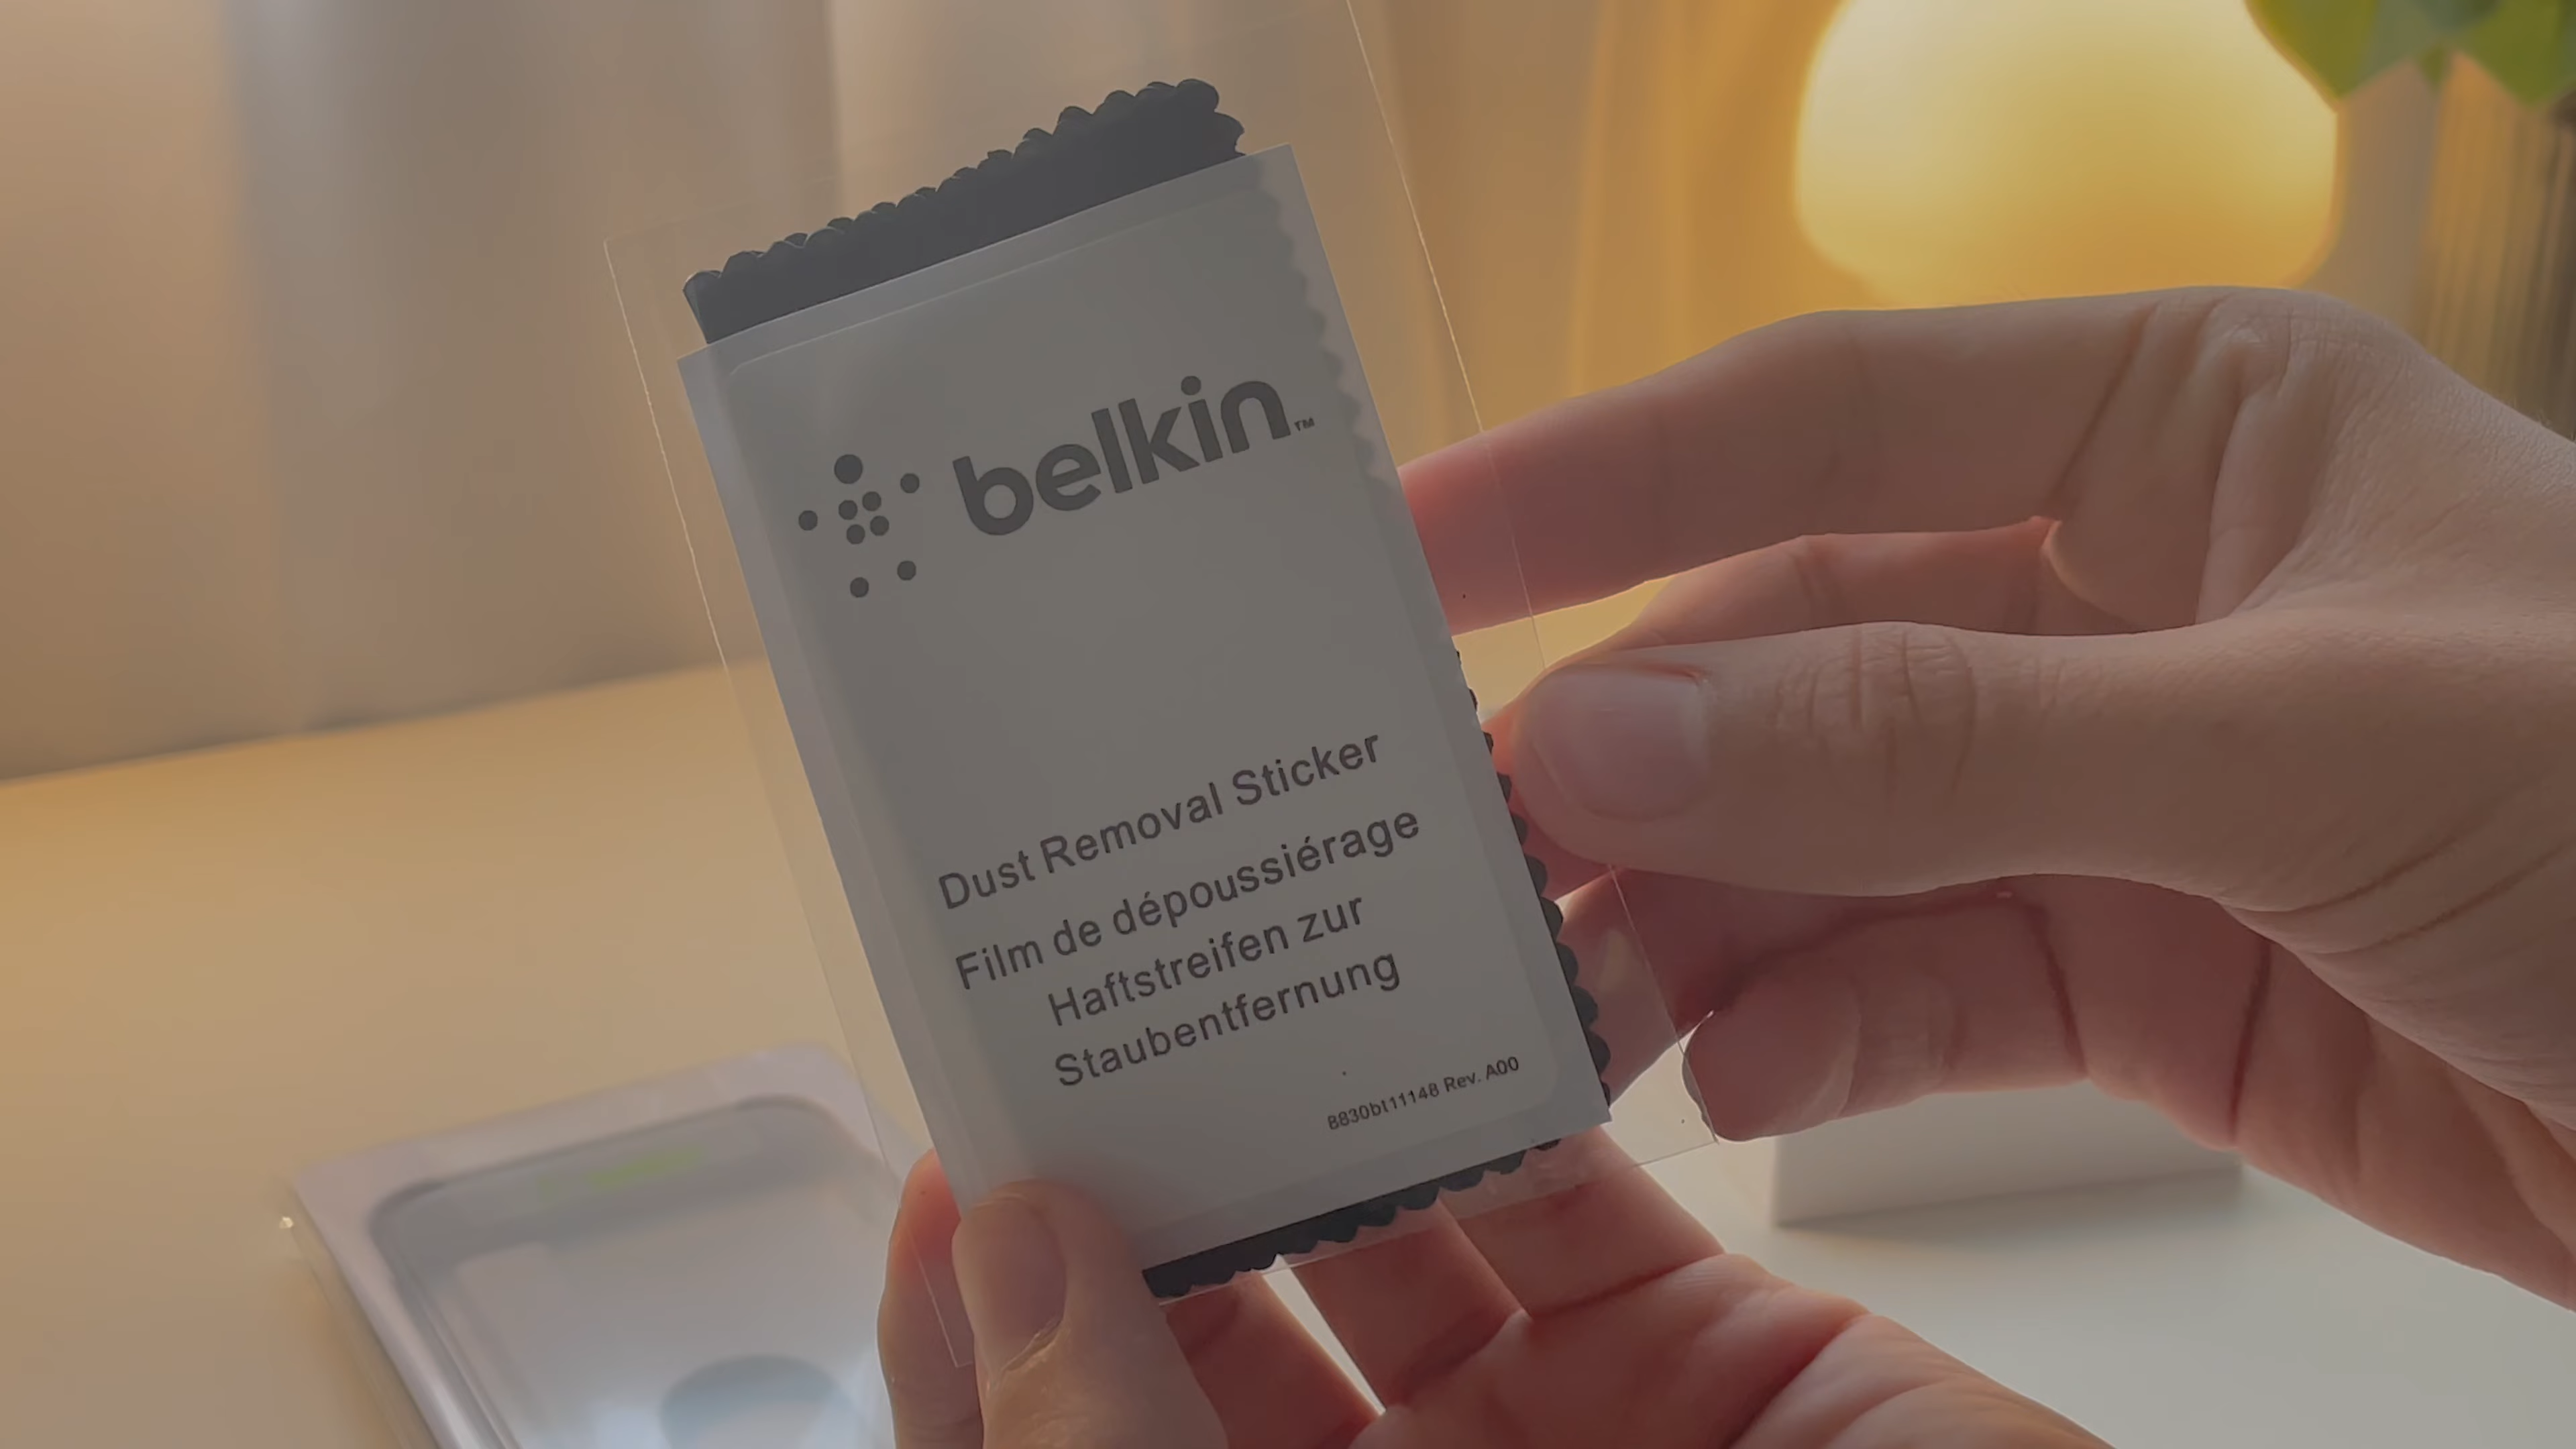 belkin™
Dust Removal Sticker
Film de dépoussiérage
Haftstreifen zur
Staubentfernung
8830bt11148 Rev. A00